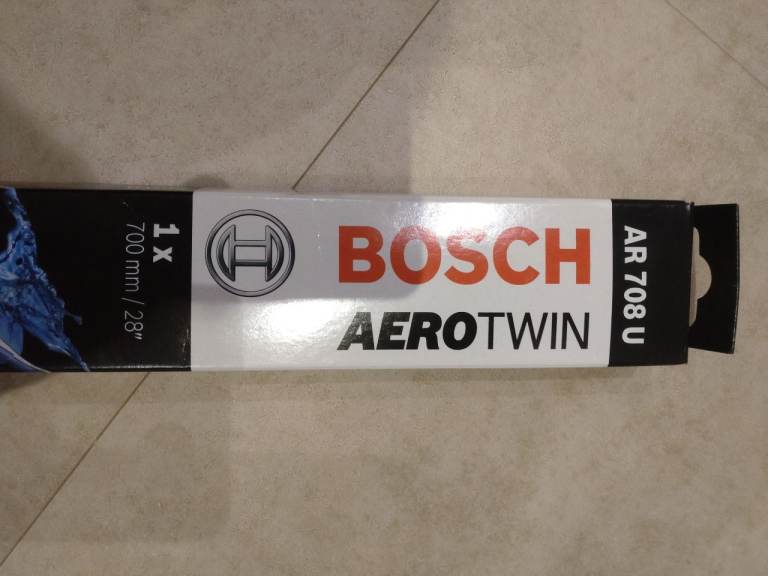 1 x
700 mm / 28"
BOSCH
AEROTWIN
AR 708 U